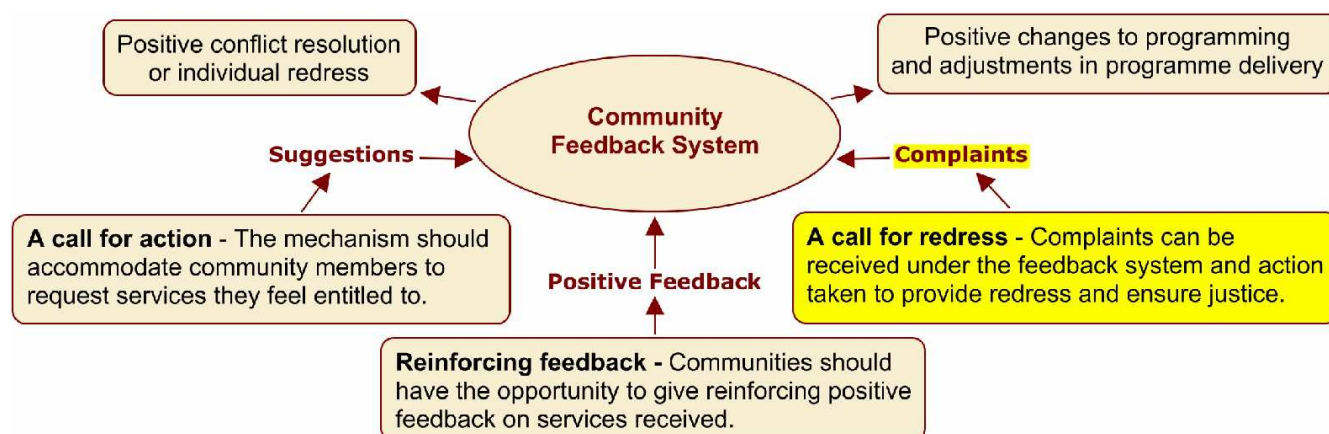 Positive conflict resolution
or individual redress
Positive changes to programming
and adjustments in programme delivery
Community
Feedback System
Suggestions
Complaints
A call for action - The mechanism should
accommodate community members to
request services they feel entitled to.
Positive Feedback
A call for redress - Complaints can be
received under the feedback system and action
taken to provide redress and ensure justice.
Reinforcing feedback - Communities should
have the opportunity to give reinforcing positive
feedback on services received.